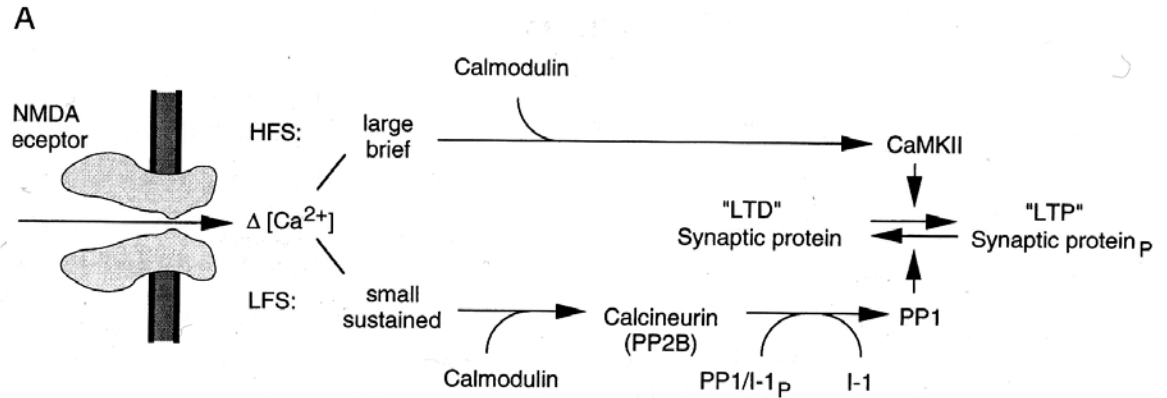 A
NMDA
eceptor
HFS:
large
brief
Calmodulin
CaMKII
Δ [Ca²⁺]
"LTD"
Synaptic protein
"LTP"
Synaptic protein P
LFS:
small
sustained
Calmodulin
Calcineurin
(PP2B)
PP1/I-1P
I-1
PP1